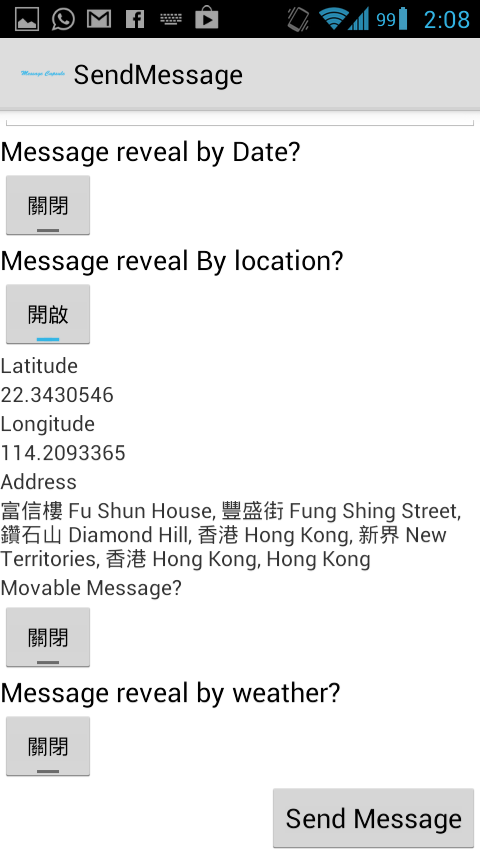 99 2:08
Message Capsule SendMessage
Message reveal by Date?
關閉
Message reveal By location?
開啟
Latitude
22.3430546
Longitude
114.2093365
Address
富信樓 Fu Shun House, 豐盛街 Fung Shing Street,
鑽石山 Diamond Hill, 香港 Hong Kong, 新界 New
Territories, 香港 Hong Kong, Hong Kong
Movable Message?
關閉
Message reveal by weather?
關閉
Send Message